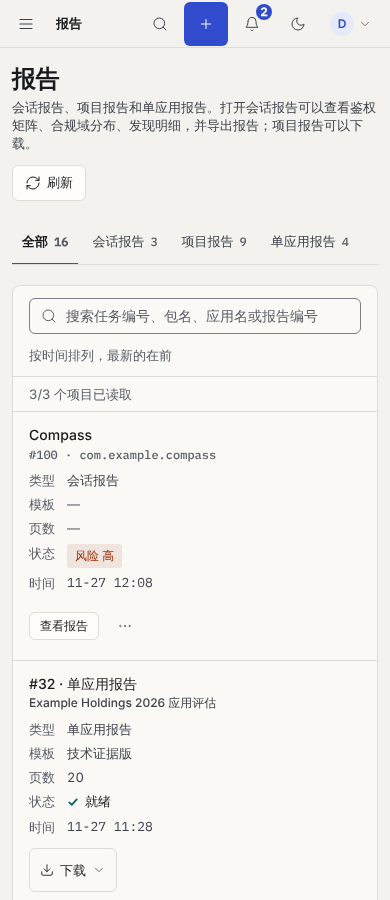 报告
2
D
报告
会话报告、项目报告和单应用报告。打开会话报告可以查看鉴权
矩阵、合规域分布、发现明细，并导出报告；项目报告可以下
载。
刷新
全部 16 会话报告 3 项目报告 9 单应用报告 4
搜索任务编号、包名、应用名或报告编号
按时间排列，最新的在前
3/3 个项目已读取
Compass
#100 · com.example.compass
类型 会话报告
模板 —
页数 —
状态 风险 高
时间 11-27 12:08
查看报告 ···
#32 · 单应用报告
Example Holdings 2026 应用评估
类型 单应用报告
模板 技术证据版
页数 20
状态 就绪
时间 11-27 11:28
下载